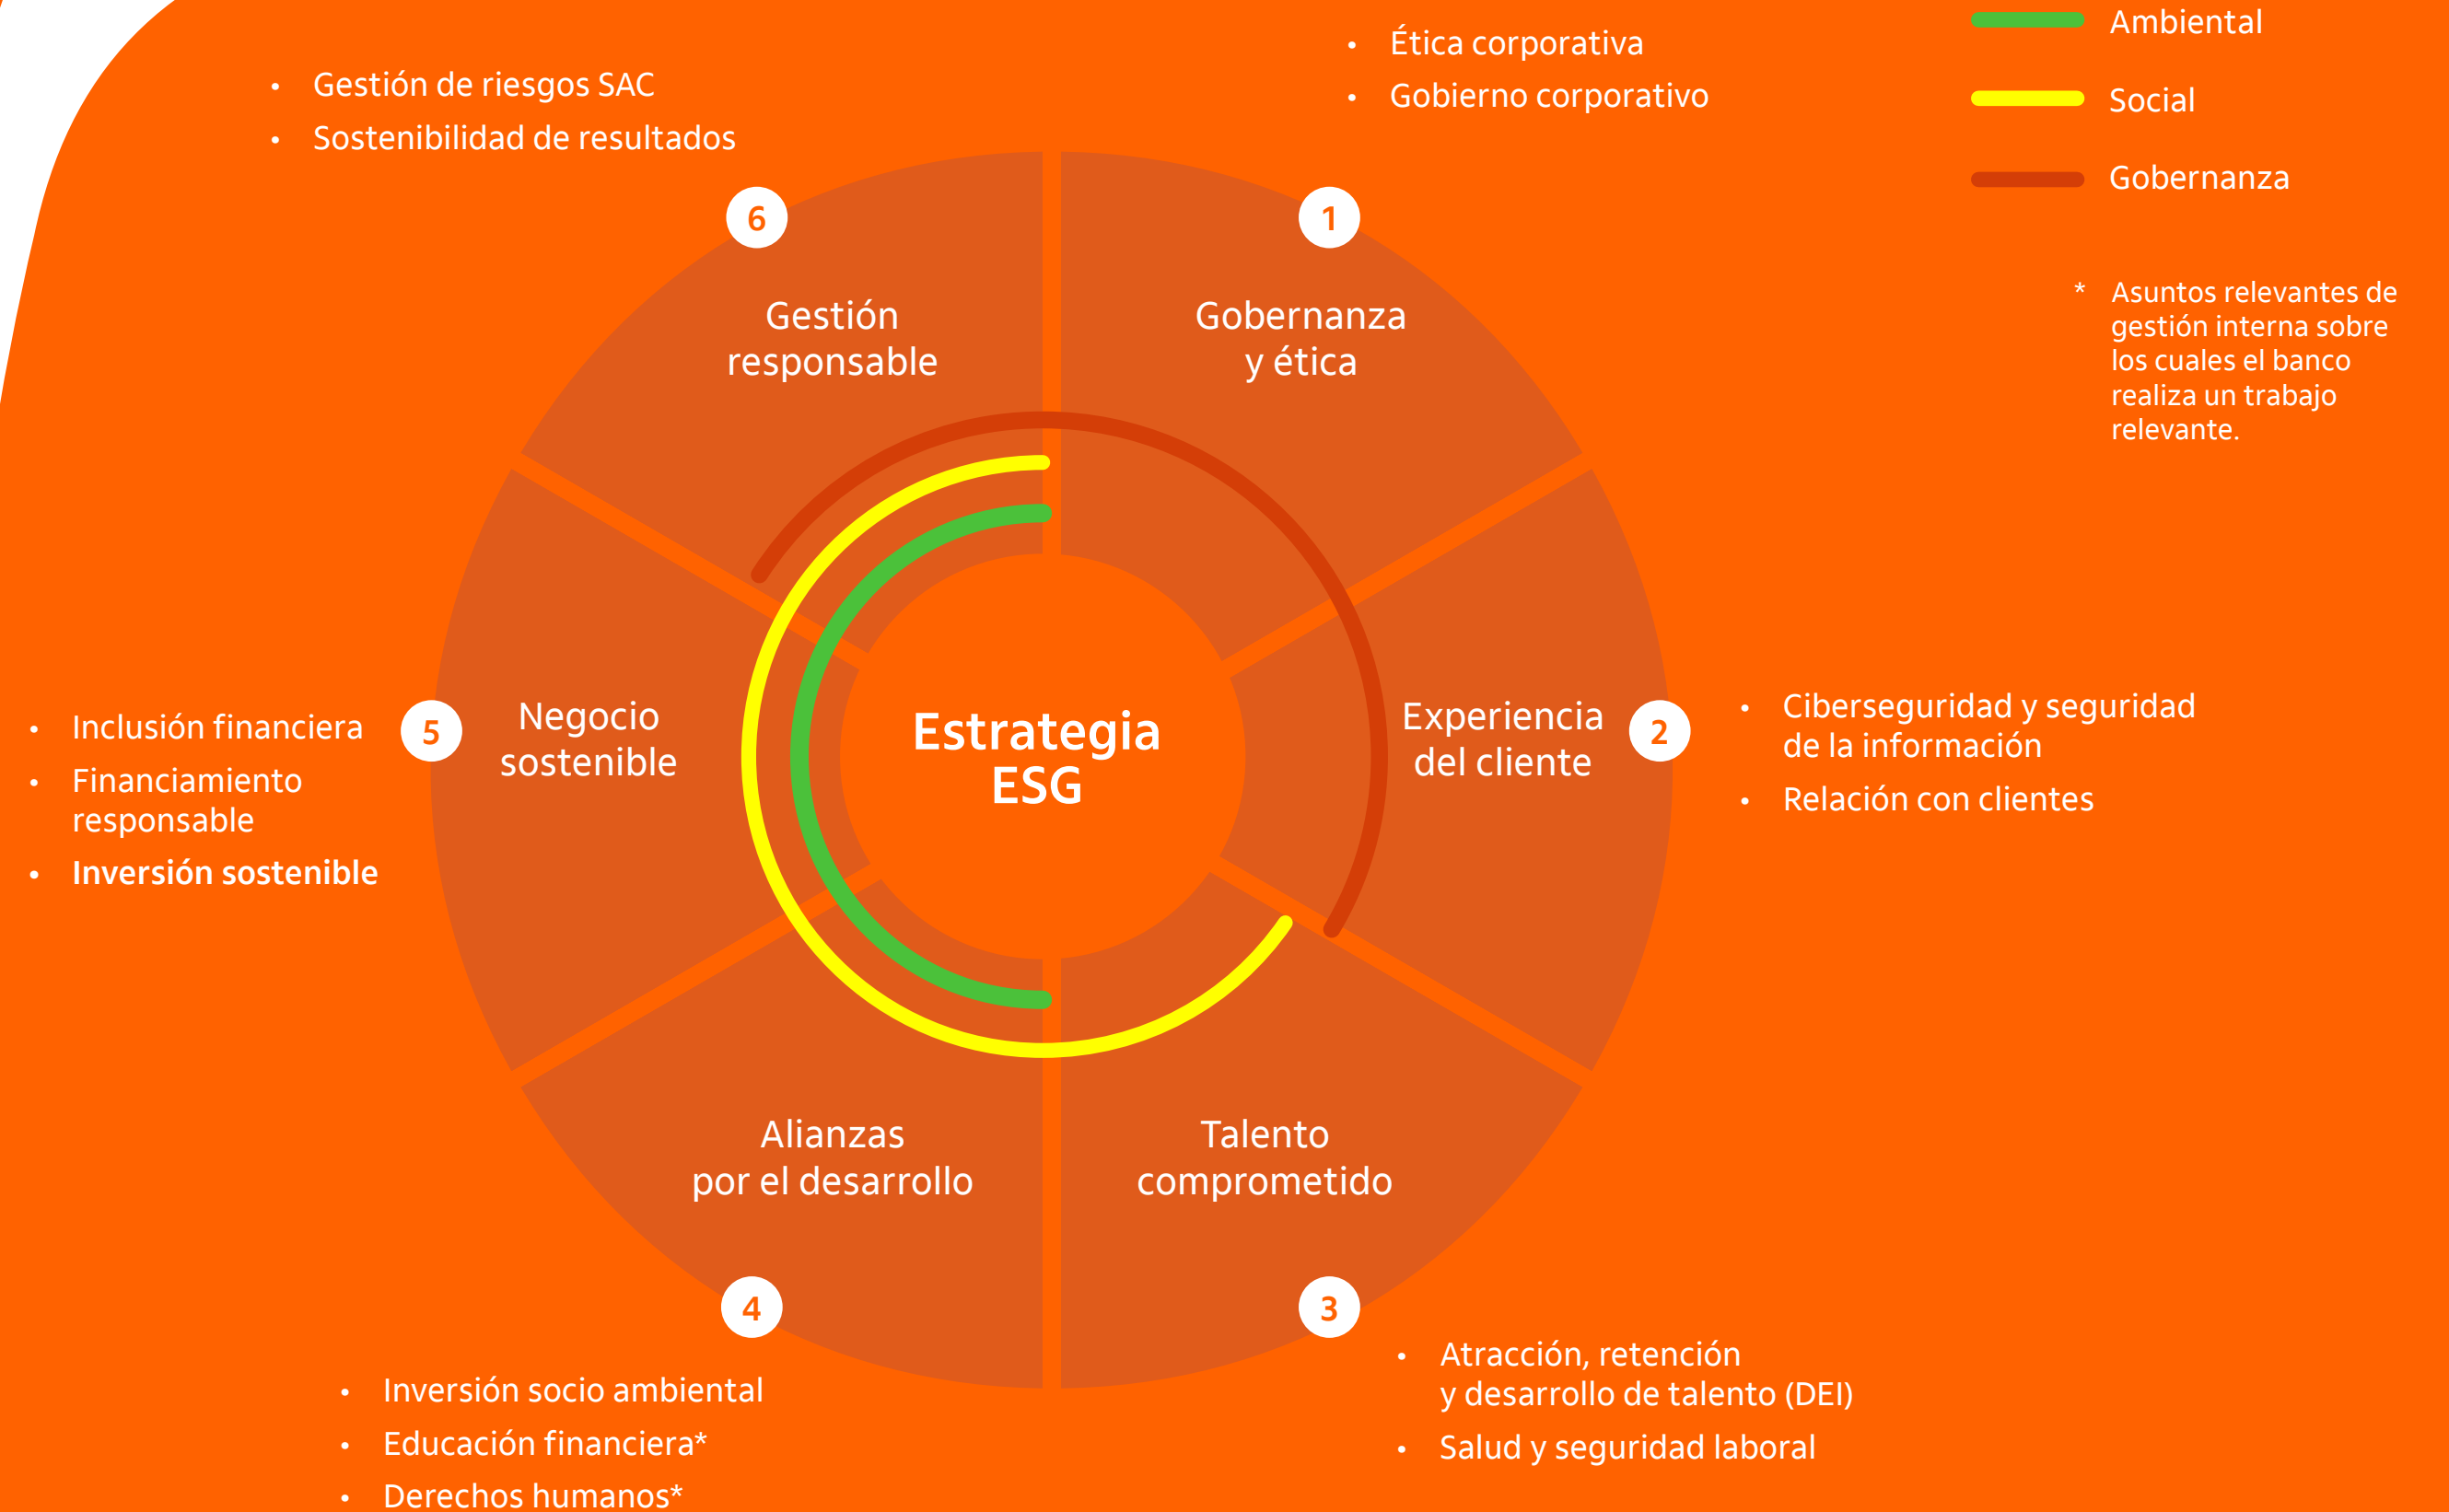 • Gestión de riesgos SAC
• Sostenibilidad de resultados
• Ética corporativa
• Gobierno corporativo
Ambiental
Social
Gobernanza
* Asuntos relevantes de
gestión interna sobre
los cuales el banco
realiza un trabajo
relevante.
6
Gestión
responsable
1
Gobernanza
y ética
• Inclusión financiera
• Financiamiento
responsable
• Inversión sostenible
5
Negocio
sostenible
Estrategia
ESG
Experiencia
del cliente
2
• Ciberseguridad y seguridad
de la información
• Relación con clientes
Alianzas
por el desarrollo
4
Talento
comprometido
3
• Inversión socio ambiental
• Educación financiera*
• Derechos humanos*
• Atracción, retención
y desarrollo de talento (DEI)
• Salud y seguridad laboral